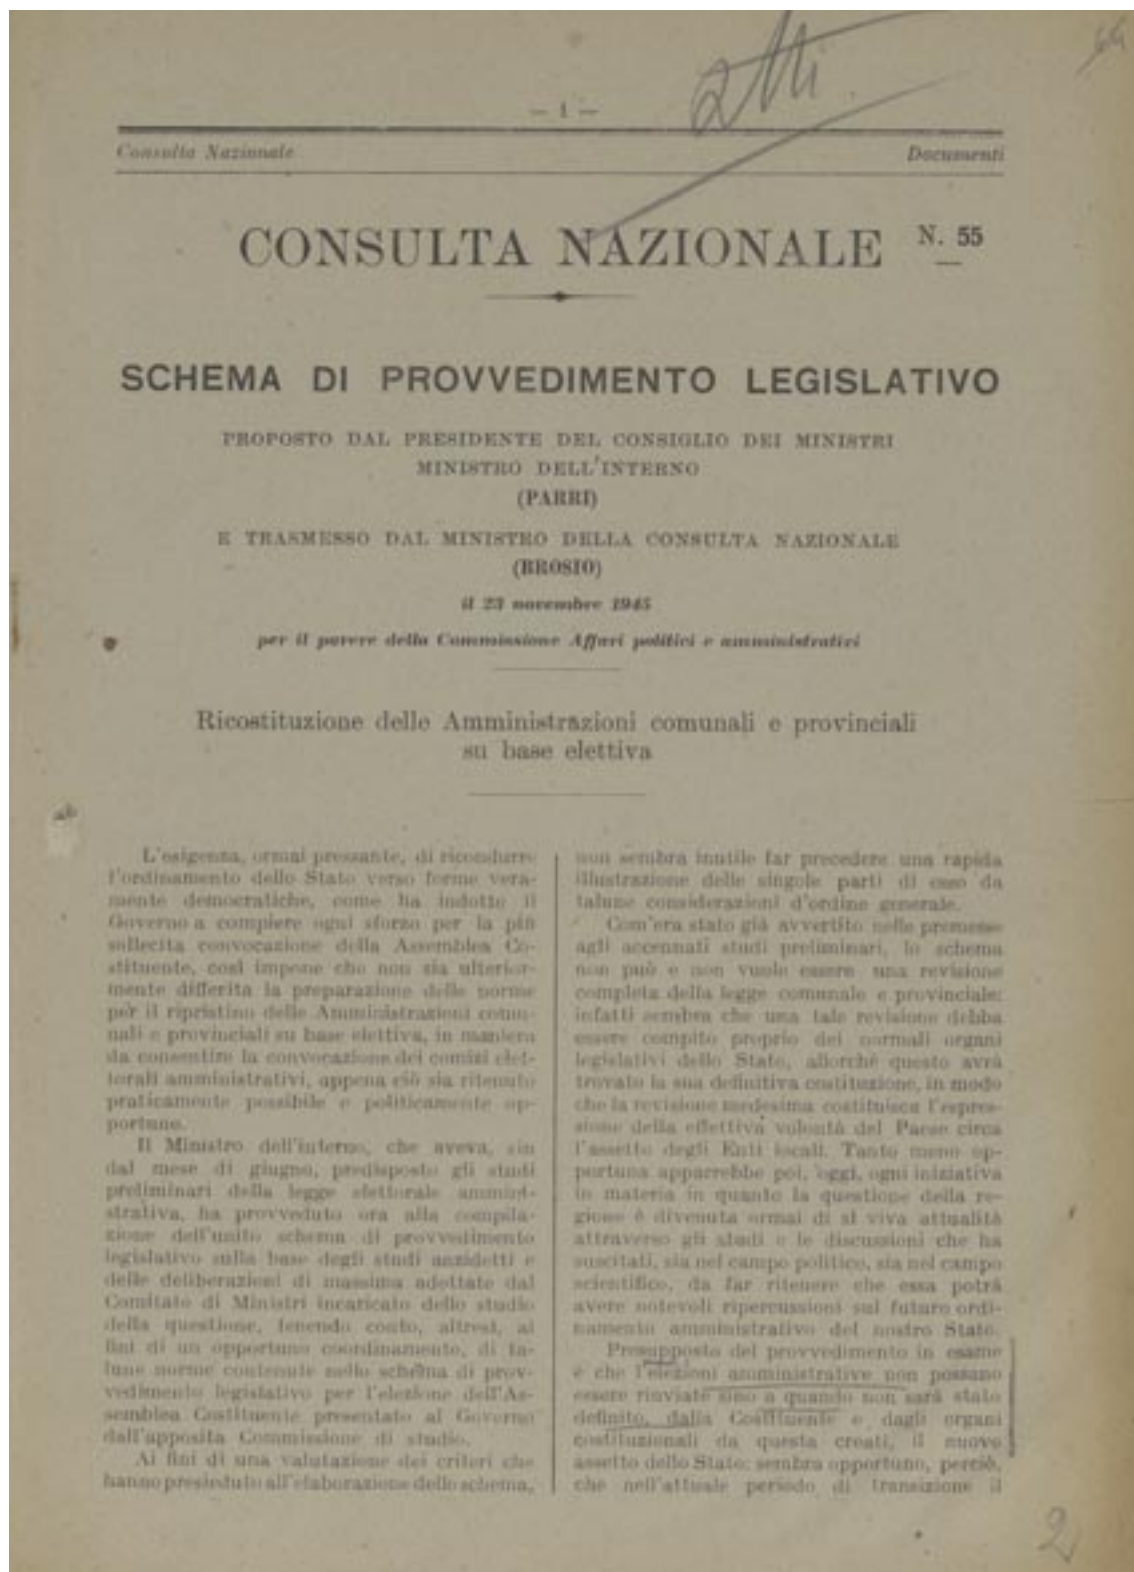 64
atti
— 1 —
Consulta Nazionale
Documenti
CONSULTA NAZIONALE
N. 55
SCHEMA DI PROVVEDIMENTO LEGISLATIVO
PROPOSTO DAL PRESIDENTE DEL CONSIGLIO DEI MINISTRI
MINISTRO DELL'INTERNO
(PARRI)
E TRASMESSO DAL MINISTRO DELLA CONSULTA NAZIONALE
(BROSIO)
il 23 novembre 1945
per il parere della Commissione Affari politici e amministrativi
Ricostituzione delle Amministrazioni comunali e provinciali
su base elettiva
L'esigenza, ormai pressante, di ricondurre
l'ordinamento dello Stato verso forme vera-
mente democratiche, come ha indotto il
Governo a compiere ogni sforzo per la più
sollecita convocazione della Assemblea Co-
stituente, così impone che non sia ulterior-
mente differita la preparazione delle norme
per il ripristino delle Amministrazioni comu-
nali e provinciali su base elettiva, in maniera
da consentire la convocazione dei comizi elet-
torali amministrativi, appena ciò sia ritenuto
praticamente possibile e politicamente op-
portuno.
Il Ministro dell'interno, che aveva, sin
dal mese di giugno, predisposto gli studi
preliminari della legge elettorale ammini-
strativa, ha provveduto ora alla compila-
zione dell'unito schema di provvedimento
legislativo sulla base degli studi anzidetti e
delle deliberazioni di massima adottate dal
Comitato di Ministri incaricato dello studio
della questione, tenendo conto, altresì, ai
fini di un opportuno coordinamento, di ta-
lune norme contenute nello schema di prov-
vedimento legislativo per l'elezione dell'As-
semblea Costituente presentato al Governo
dall'apposita Commissione di studio.
Ai fini di una valutazione dei criteri che
hanno presieduto all'elaborazione dello schema,
non sembra inutile far precedere una rapida
illustrazione delle singole parti di esso da
talune considerazioni d'ordine generale.
Com'era stato già avvertito nelle premesse
agli accennati studi preliminari, lo schema
non può e non vuole essere una revisione
completa della legge comunale e provinciale:
infatti sembra che una tale revisione debba
essere compito proprio dei normali organi
legislativi dello Stato, allorchè questo avrà
trovato la sua definitiva costituzione, in modo
che la revisione medesima costituisca l'espres-
sione della effettiva volontà del Paese circa
l'assetto degli Enti locali. Tanto meno op-
portuna apparrebbe poi, oggi, ogni iniziativa
in materia in quanto la questione della re-
gione è divenuta ormai di sì viva attualità
attraverso gli studi e le discussioni che ha
suscitati, sia nel campo politico, sia nel campo
scientifico, da far ritenere che essa potrà
avere notevoli ripercussioni sul futuro ordi-
namento amministrativo del nostro Stato.
Presupposto del provvedimento in esame
è che l'elezioni amministrative non possano
essere rinviate sino a quando non sarà stato
definito, dalla Costituente e dagli organi
costituzionali da questa creati, il nuovo
assetto dello Stato: sembra opportuno, perciò,
che nell'attuale periodo di transizione il
2